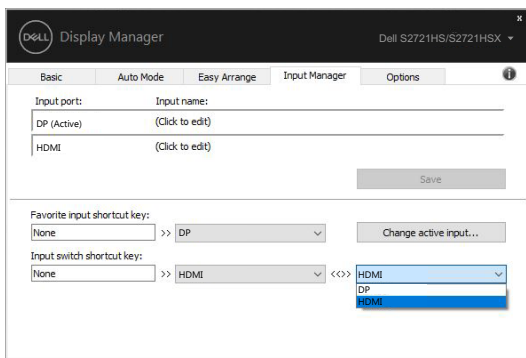 x
DELL Display Manager Dell S2721HS/S2721HSX
Basic Auto Mode Easy Arrange Input Manager Options
Input port: Input name:
DP (Active) (Click to edit)
HDMI (Click to edit)
Save
Favorite input shortcut key:
None >> DP Change active input...
Input switch shortcut key:
None >> HDMI <<>> HDMI
DP
HDMI